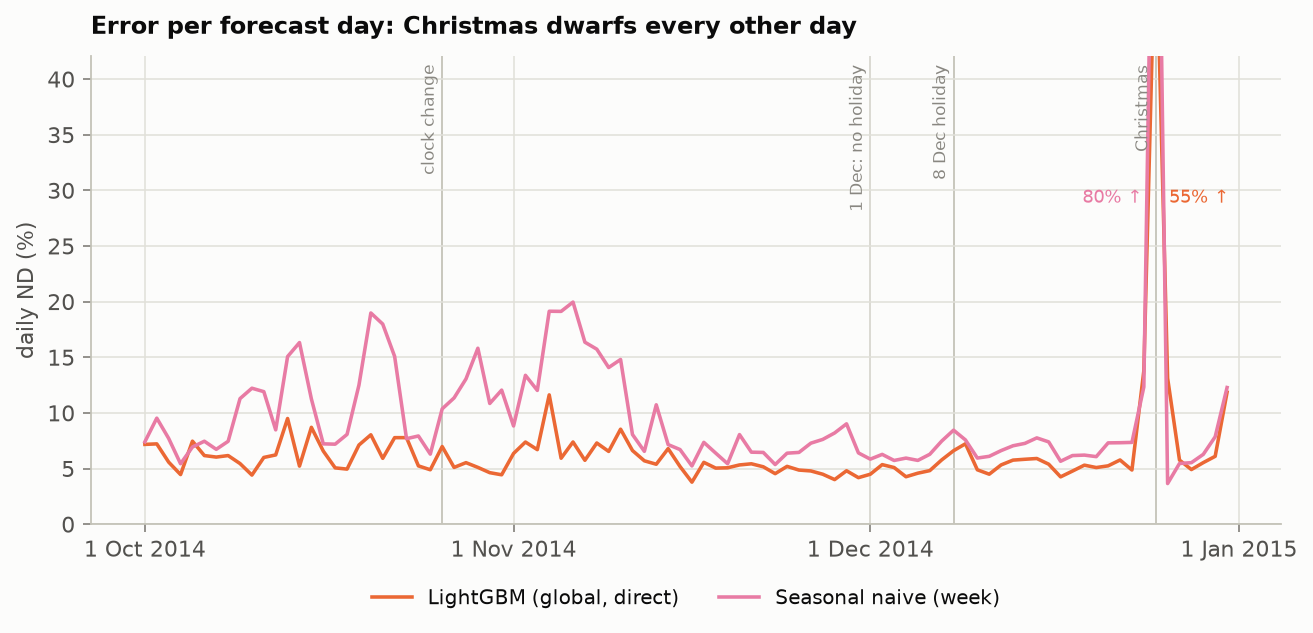 Error per forecast day: Christmas dwarfs every other day
daily ND (%)
40
35
30
25
20
15
10
5
0
clock change
1 Dec: no holiday
8 Dec holiday
Christmas
80% ↑
55% ↑
1 Oct 2014
1 Nov 2014
1 Dec 2014
1 Jan 2015
LightGBM (global, direct)
Seasonal naive (week)